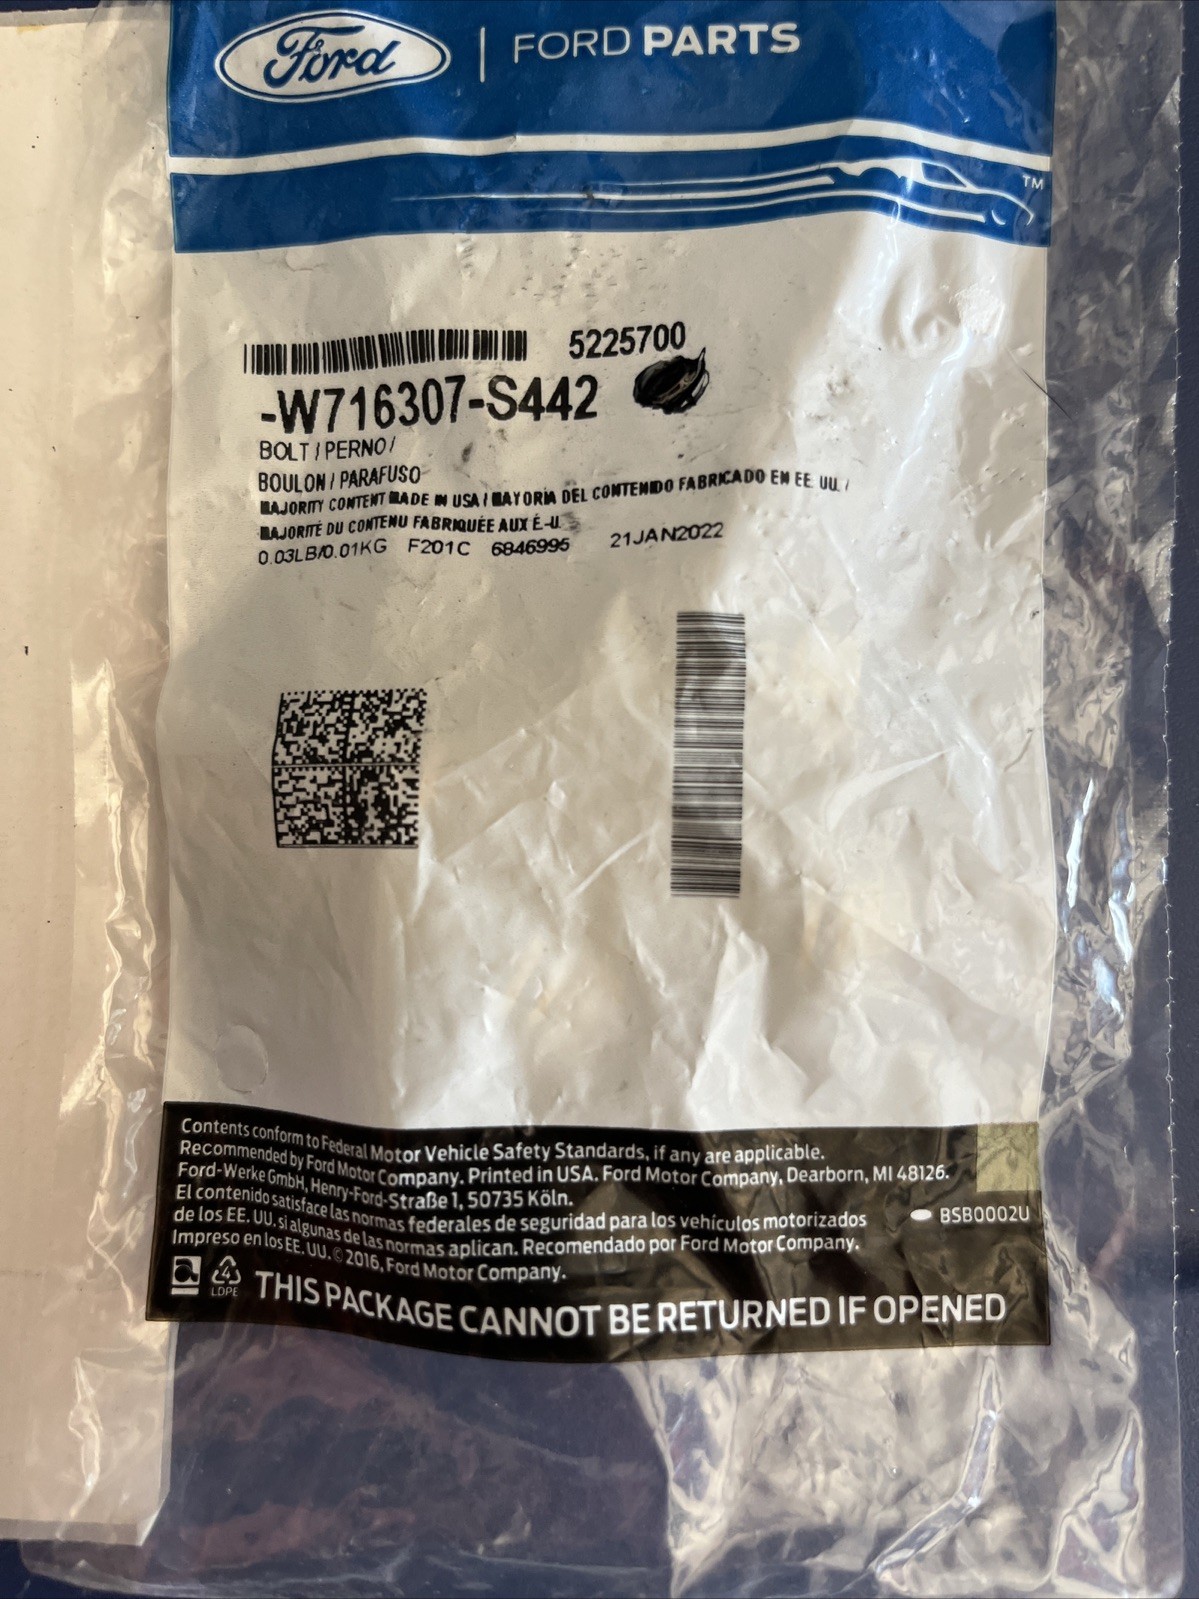 Ford | FORD PARTS
TM
5225700
-W716307-S442
BOLT / PERNO /
BOULON / PARAFUSO
MAJORITY CONTENT MADE IN USA / MAYORIA DEL CONTENIDO FABRICADO EN EE. UU. /
MAJORITÉ DU CONTENU FABRIQUÉE AUX É.-U.
0.03LB/0.01KG F201C 6846995 21JAN2022
Contents conform to Federal Motor Vehicle Safety Standards, if any are applicable.
Recommended by Ford Motor Company. Printed in USA. Ford Motor Company, Dearborn, MI 48126.
Ford-Werke GmbH, Henry-Ford-Straße 1, 50735 Köln.
El contenido satisface las normas federales de seguridad para los vehículos motorizados
de los EE. UU. si algunas de las normas aplican. Recomendado por Ford Motor Company.
Impreso en los EE. UU. © 2016, Ford Motor Company.
BSB0002U
4
LDPE
THIS PACKAGE CANNOT BE RETURNED IF OPENED